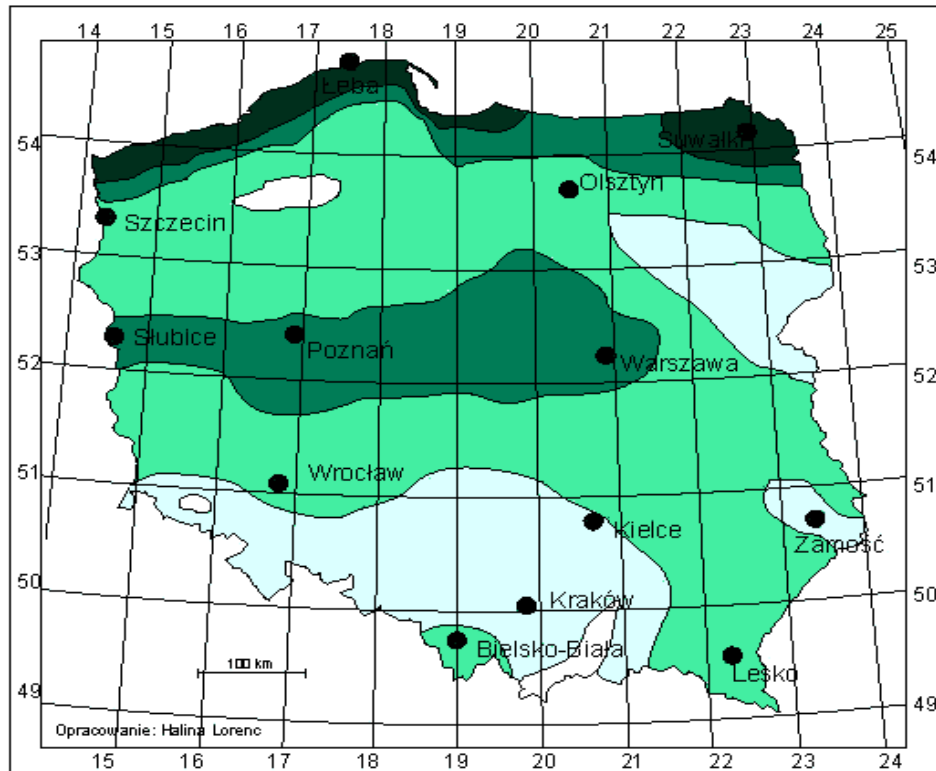 14 15 16 17 18 19 20 21 22 23 24 25
Łeba
54 54
Suwałki
Olsztyn
Szczecin
53 53
Słubice
Poznań
Warszawa
52 52
Wrocław
51 51
Kielce
Zamość
50 50
Kraków
Bielsko-Biała
Lesko
100 km
49 49
Opracowanie: Halina Lorenc
15 16 17 18 19 20 21 22 23 24